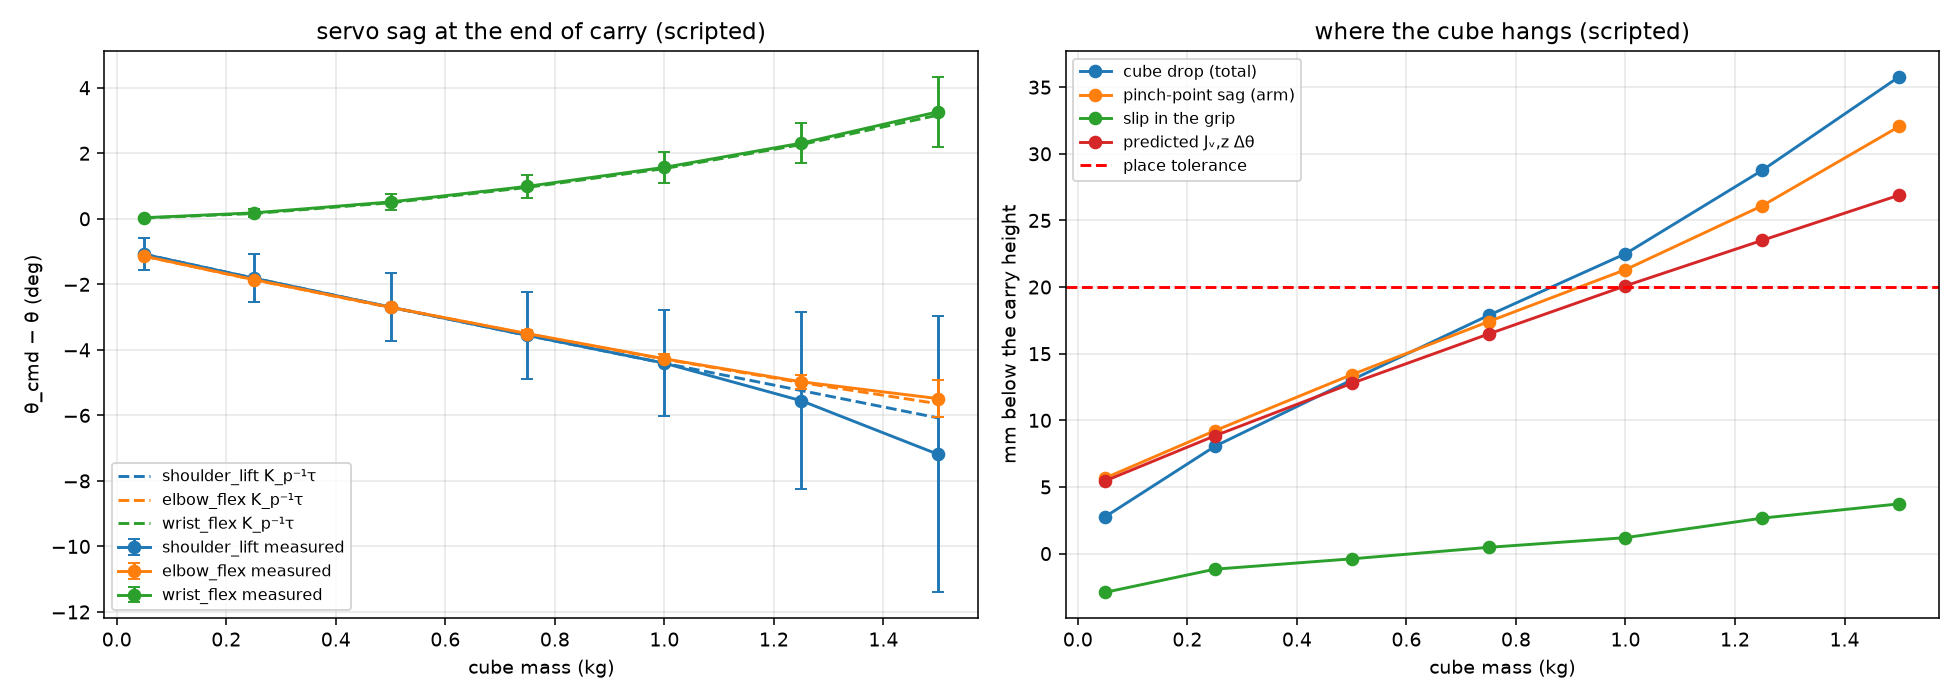 servo sag at the end of carry (scripted)
θ_cmd − θ (deg)
4
2
0
−2
−4
−6
−8
−10
−12
shoulder_lift K_p⁻¹τ
elbow_flex K_p⁻¹τ
wrist_flex K_p⁻¹τ
shoulder_lift measured
elbow_flex measured
wrist_flex measured
0.0 0.2 0.4 0.6 0.8 1.0 1.2 1.4
cube mass (kg)
where the cube hangs (scripted)
mm below the carry height
35
30
25
20
15
10
5
0
cube drop (total)
pinch-point sag (arm)
slip in the grip
predicted Jᵥ,z Δθ
place tolerance
0.0 0.2 0.4 0.6 0.8 1.0 1.2 1.4
cube mass (kg)